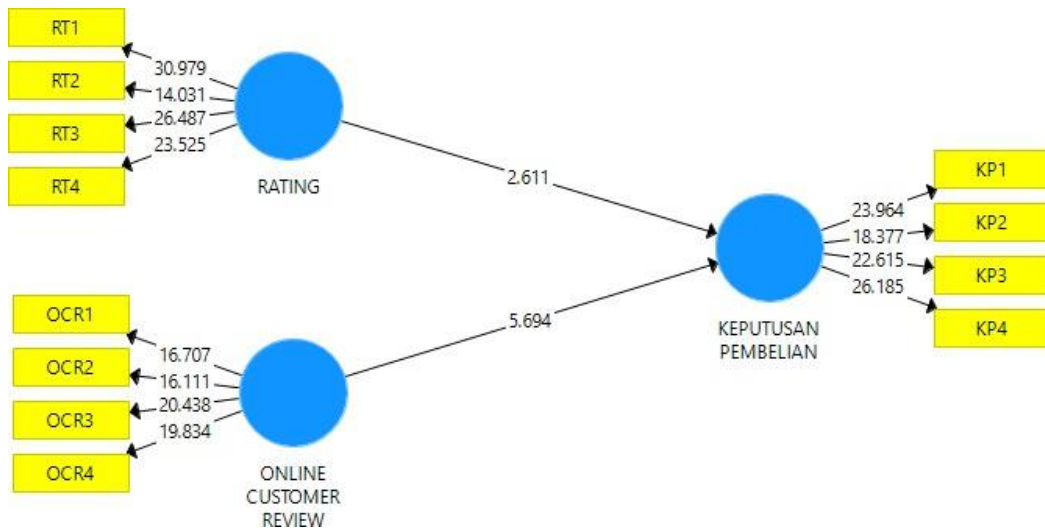 RT1
RT2
RT3
RT4
30.979
14.031
26.487
23.525
RATING
2.611
OCR1
OCR2
OCR3
OCR4
16.707
16.111
20.438
19.834
ONLINE
CUSTOMER
REVIEW
5.694
KEPUTUSAN
PEMBELIAN
23.964
18.377
22.615
26.185
KP1
KP2
KP3
KP4